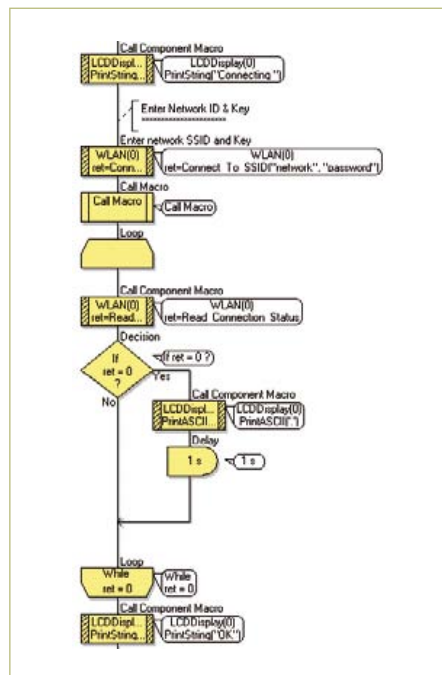 Call Component Macro
LCDDispl...
PrintString...
LCDDisplay(0)
PrintString("Connecting ")
Enter Network ID & Key
Enter network SSID and Key
WLAN(0)
ret=Conn...
WLAN(0)
ret=Connect To SSID("network", "password")
Call Macro
Call Macro
Call Macro
Loop
Call Component Macro
WLAN(0)
ret=Read...
WLAN(0)
ret=Read Connection Status
Decision
If
ret = 0
?
If ret = 0 ?
Yes
No
Call Component Macro
LCDDispl...
PrintASCII...
LCDDisplay(0)
PrintASCII(".")
Delay
1 s
1 s
Loop
While
ret = 0
While
ret = 0
Call Component Macro
LCDDispl...
PrintString...
LCDDisplay(0)
PrintString("OK")